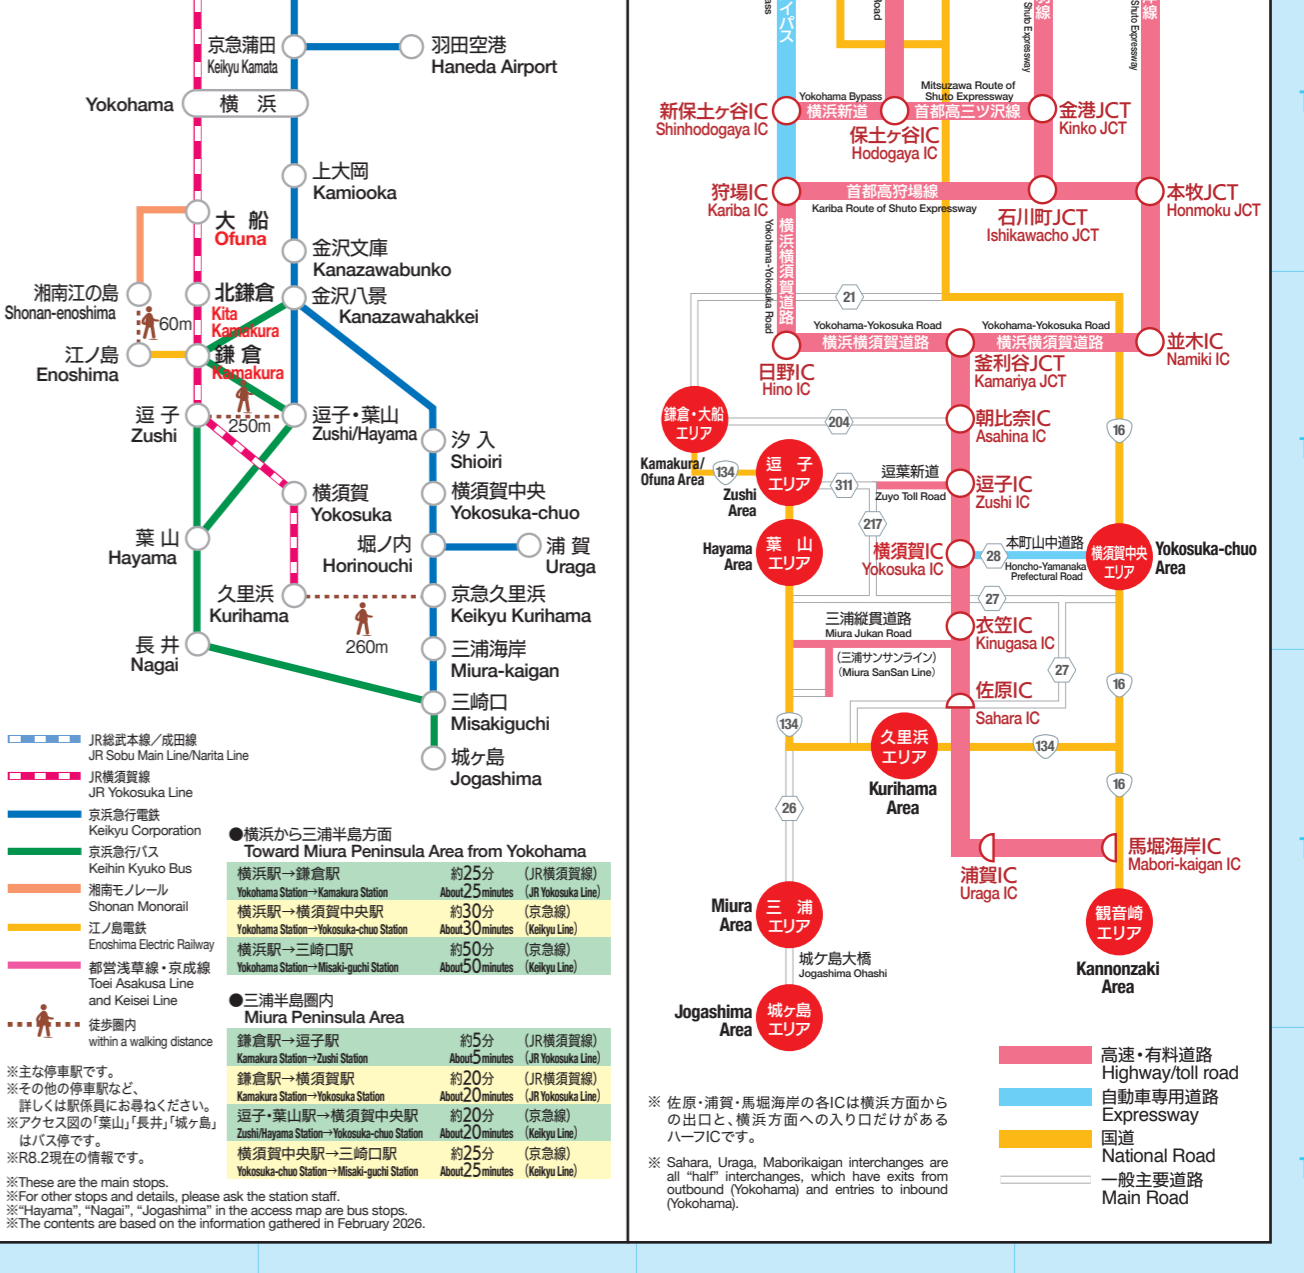 京急蒲田
Keikyu Kamata
羽田空港
Haneda Airport
Yokohama
横 浜
上大岡
Kamiooka
大 船
Ofuna
金沢文庫
Kanazawabunko
湘南江の島
Shonan-enoshima
北鎌倉
Kita
Kamakura
金沢八景
Kanazawahakkei
60m
江ノ島
Enoshima
鎌 倉
Kamakura
逗 子
Zushi
250m
逗子・葉山
Zushi/Hayama
汐 入
Shioiri
横須賀
Yokosuka
横須賀中央
Yokosuka-chuo
葉 山
Hayama
堀ノ内
Horinouchi
浦 賀
Uraga
久里浜
Kurihama
260m
京急久里浜
Keikyu Kurihama
長 井
Nagai
三浦海岸
Miura-kaigan
三崎口
Misakiguchi
城ヶ島
Jogashima
JR総武本線／成田線
JR Sobu Main Line/Narita Line
JR横須賀線
JR Yokosuka Line
京浜急行電鉄
Keikyu Corporation
京浜急行バス
Keihin Kyuko Bus
湘南モノレール
Shonan Monorail
江ノ島電鉄
Enoshima Electric Railway
都営浅草線・京成線
Toei Asakusa Line
and Keisei Line
徒歩圏内
within a walking distance
●横浜から三浦半島方面
Toward Miura Peninsula Area from Yokohama
横浜駅→鎌倉駅 約25分 (JR横須賀線)
Yokohama Station→Kamakura Station About25minutes (JR Yokosuka Line)
横浜駅→横須賀中央駅 約30分 (京急線)
Yokohama Station→Yokosuka-chuo Station About30minutes (Keikyu Line)
横浜駅→三崎口駅 約50分 (京急線)
Yokohama Station→Misaki-guchi Station About50minutes (Keikyu Line)
●三浦半島圏内
Miura Peninsula Area
鎌倉駅→逗子駅 約5分 (JR横須賀線)
Kamakura Station→Zushi Station About5minutes (JR Yokosuka Line)
鎌倉駅→横須賀駅 約20分 (JR横須賀線)
Kamakura Station→Yokosuka Station About20minutes (JR Yokosuka Line)
逗子・葉山駅→横須賀中央駅 約20分 (京急線)
Zushi/Hayama Station→Yokosuka-chuo Station About20minutes (Keikyu Line)
横須賀中央駅→三崎口駅 約25分 (京急線)
Yokosuka-chuo Station→Misaki-guchi Station About25minutes (Keikyu Line)
※主な停車駅です。
※その他の停車駅など、
詳しくは駅係員にお尋ねください。
※アクセス図の「葉山」「長井」「城ヶ島」
はバス停です。
※R8.2現在の情報です。
※These are the main stops.
※For other stops and details, please ask the station staff.
※“Hayama”, “Nagai”, “Jogashima” in the access map are bus stops.
※The contents are based on the information gathered in February 2026.
イパス
ass
Road
線
Shuto Expressway
線
Shuto Expressway
新保土ヶ谷IC
Shinhodogaya IC
Yokohama Bypass
横浜新道
保土ヶ谷IC
Hodogaya IC
Mitsuzawa Route of
Shuto Expressway
首都高三ツ沢線
金港JCT
Kinko JCT
狩場IC
Kariba IC
首都高狩場線
Kariba Route of Shuto Expressway
石川町JCT
Ishikawacho JCT
本牧JCT
Honmoku JCT
横浜横須賀道路
Yokohama-Yokosuka Road
21
Yokohama-Yokosuka Road
横浜横須賀道路
Yokohama-Yokosuka Road
横浜横須賀道路
日野IC
Hino IC
釜利谷JCT
Kamariya JCT
並木IC
Namiki IC
鎌倉・大船
エリア
Kamakura/
Ofuna Area
204
朝比奈IC
Asahina IC
16
134
逗 子
エリア
Zushi
Area
311
逗葉新道
Zuyo Toll Road
逗子IC
Zushi IC
217
葉 山
エリア
Hayama
Area
横須賀IC
Yokosuka IC
28
本町山中道路
Honcho-Yamanaka
Prefectural Road
横須賀中央
エリア
Yokosuka-chuo
Area
27
三浦縦貫道路
Miura Jukan Road
衣笠IC
Kinugasa IC
(三浦サンサンライン)
(Miura SanSan Line)
27
佐原IC
Sahara IC
16
134
久里浜
エリア
Kurihama
Area
134
16
26
馬堀海岸IC
Mabori-kaigan IC
浦賀IC
Uraga IC
Miura
Area
三 浦
エリア
観音崎
エリア
Kannonzaki
Area
城ケ島大橋
Jogashima Ohashi
Jogashima
Area
城ヶ島
エリア
※ 佐原・浦賀・馬堀海岸の各ICは横浜方面から
の出口と、横浜方面への入り口だけがある
ハーフICです。
※ Sahara, Uraga, Maborikaigan interchanges are
all “half” interchanges, which have exits from
outbound (Yokohama) and entries to inbound
(Yokohama).
高速・有料道路
Highway/toll road
自動車専用道路
Expressway
国道
National Road
一般主要道路
Main Road